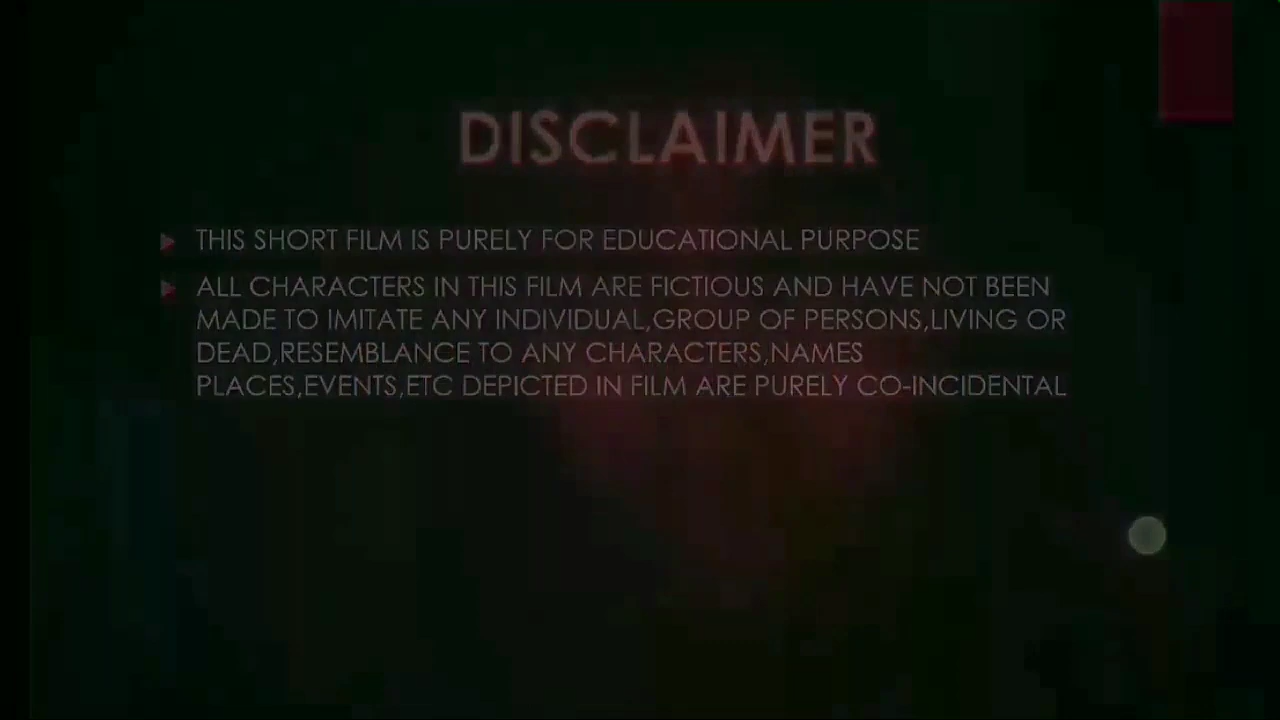 DISCLAIMER
THIS SHORT FILM IS PURELY FOR EDUCATIONAL PURPOSE
ALL CHARACTERS IN THIS FILM ARE FICTIOUS AND HAVE NOT BEEN
MADE TO IMITATE ANY INDIVIDUAL,GROUP OF PERSONS,LIVING OR
DEAD,RESEMBLANCE TO ANY CHARACTERS,NAMES
PLACES,EVENTS,ETC DEPICTED IN FILM ARE PURELY CO-INCIDENTAL